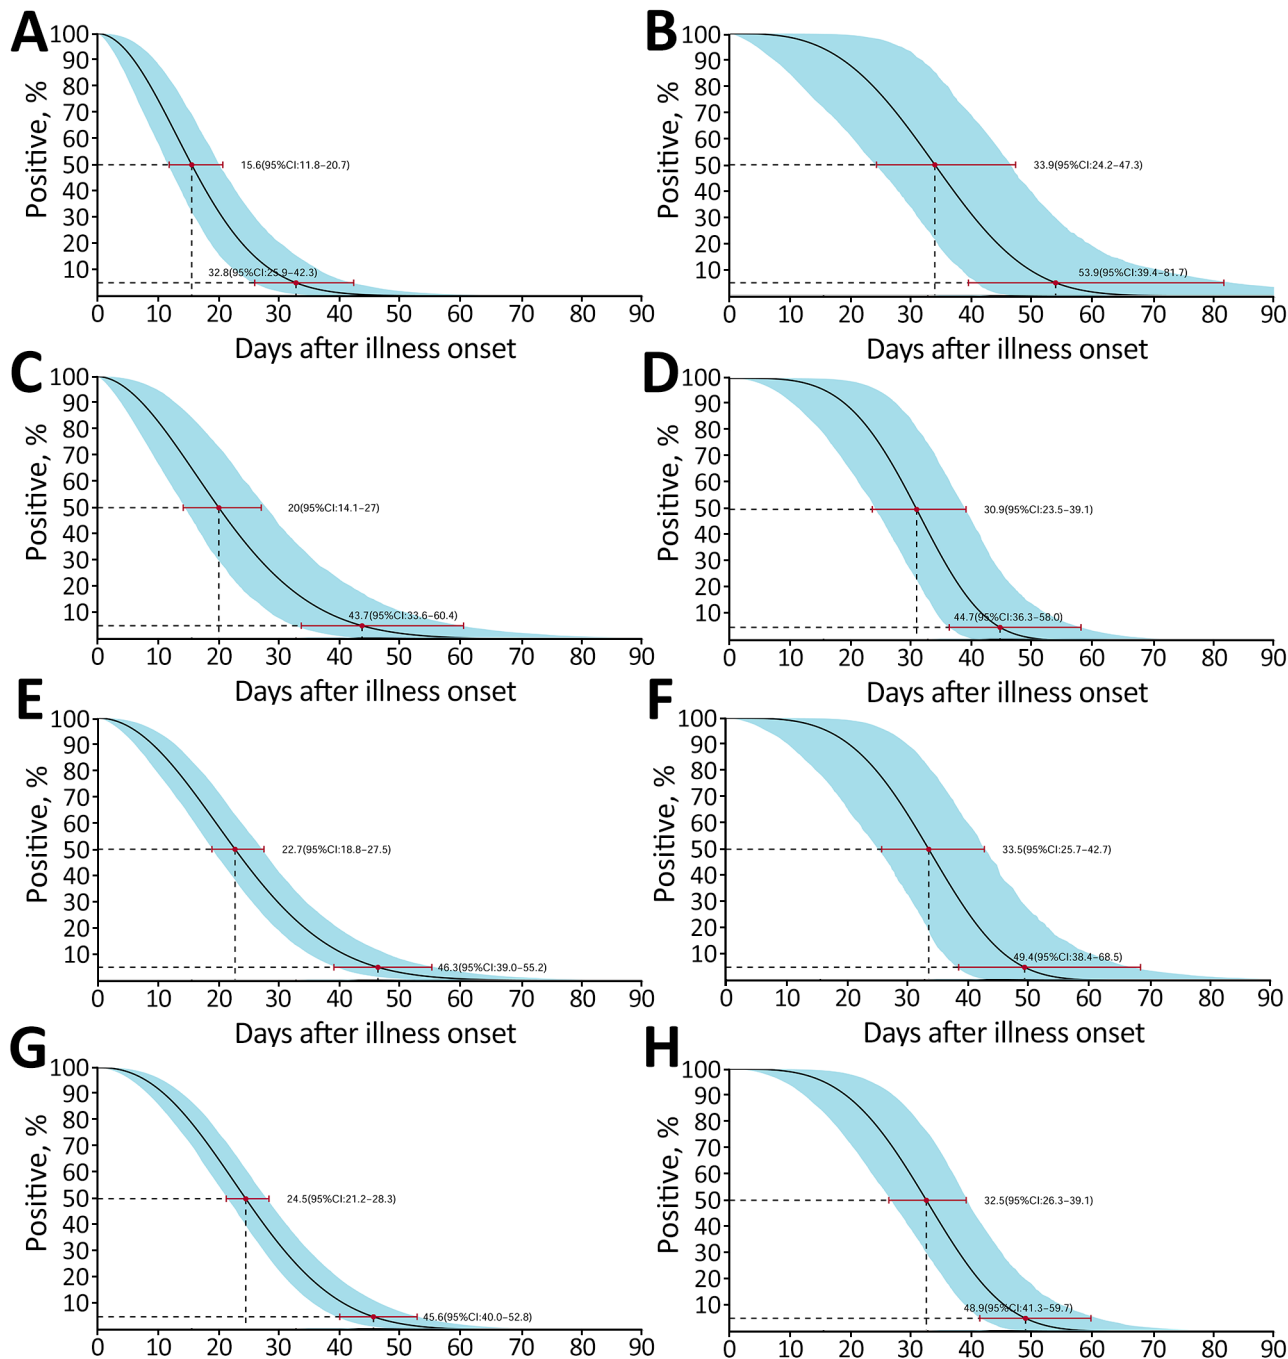 A
100
90
80
70
60
50
40
30
20
10
Positive, %
15.6(95%CI:11.8–20.7)
32.8(95%CI:25.9–42.3)
0 10 20 30 40 50 60 70 80 90
Days after illness onset
B
100
90
80
70
60
50
40
30
20
10
Positive, %
33.9(95%CI:24.2–47.3)
53.9(95%CI:39.4–81.7)
0 10 20 30 40 50 60 70 80 90
Days after illness onset
C
100
90
80
70
60
50
40
30
20
10
Positive, %
20(95%CI:14.1–27)
43.7(95%CI:33.6–60.4)
0 10 20 30 40 50 60 70 80 90
Days after illness onset
D
100
90
80
70
60
50
40
30
20
10
Positive, %
30.9(95%CI:23.5–39.1)
44.7(95%CI:36.3–58.0)
0 10 20 30 40 50 60 70 80 90
Days after illness onset
E
100
90
80
70
60
50
40
30
20
10
Positive, %
22.7(95%CI:18.8–27.5)
46.3(95%CI:39.0–55.2)
0 10 20 30 40 50 60 70 80 90
Days after illness onset
F
100
90
80
70
60
50
40
30
20
10
Positive, %
33.5(95%CI:25.7–42.7)
49.4(95%CI:38.4–68.5)
0 10 20 30 40 50 60 70 80 90
Days after illness onset
G
100
90
80
70
60
50
40
30
20
10
Positive, %
24.5(95%CI:21.2–28.3)
45.6(95%CI:40.0–52.8)
0 10 20 30 40 50 60 70 80 90
H
100
90
80
70
60
50
40
30
20
10
Positive, %
32.5(95%CI:26.3–39.1)
48.9(95%CI:41.3–59.7)
0 10 20 30 40 50 60 70 80 90